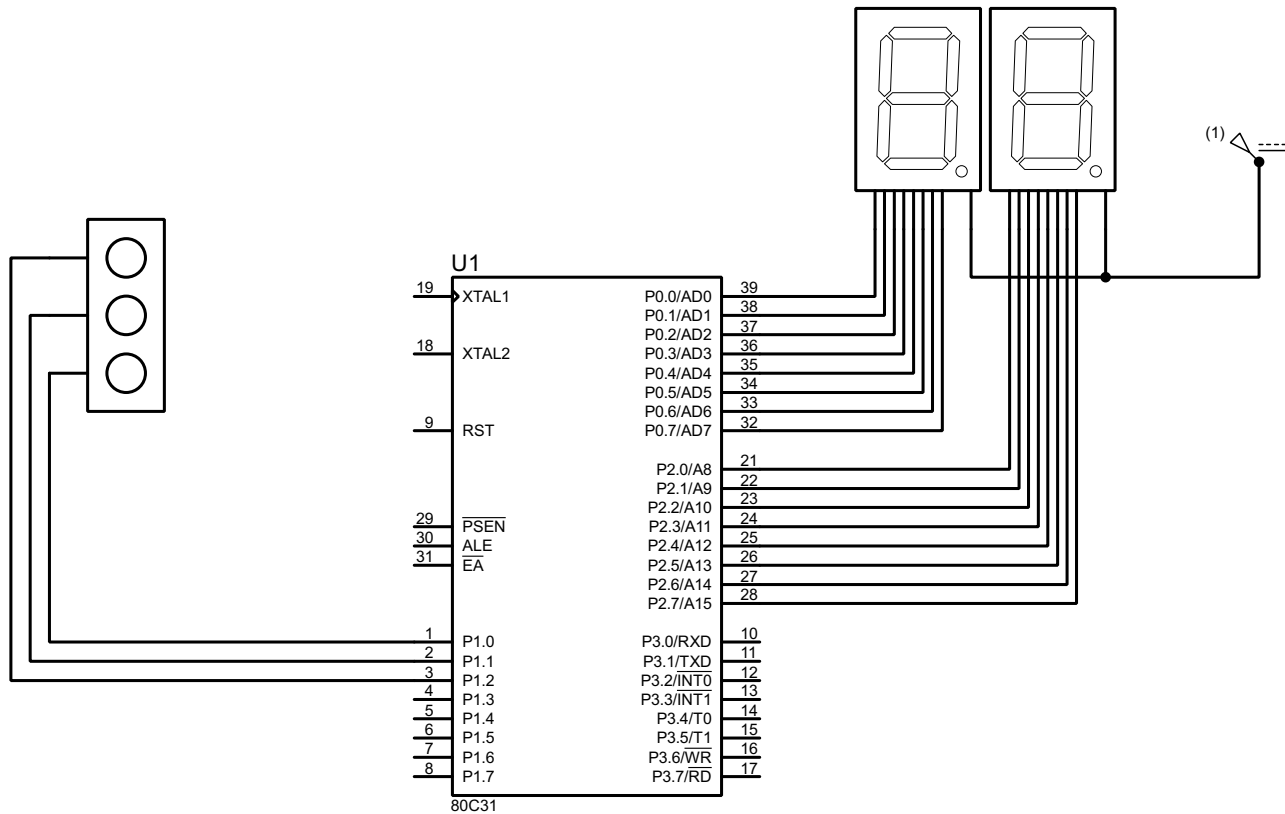 (1)
U1
19 XTAL1
18 XTAL2
9 RST
29 PSEN
30 ALE
31 EA
1 P1.0
2 P1.1
3 P1.2
4 P1.3
5 P1.4
6 P1.5
7 P1.6
8 P1.7
P0.0/AD0 39
P0.1/AD1 38
P0.2/AD2 37
P0.3/AD3 36
P0.4/AD4 35
P0.5/AD5 34
P0.6/AD6 33
P0.7/AD7 32
P2.0/A8 21
P2.1/A9 22
P2.2/A10 23
P2.3/A11 24
P2.4/A12 25
P2.5/A13 26
P2.6/A14 27
P2.7/A15 28
P3.0/RXD 10
P3.1/TXD 11
P3.2/INT0 12
P3.3/INT1 13
P3.4/T0 14
P3.5/T1 15
P3.6/WR 16
P3.7/RD 17
80C31